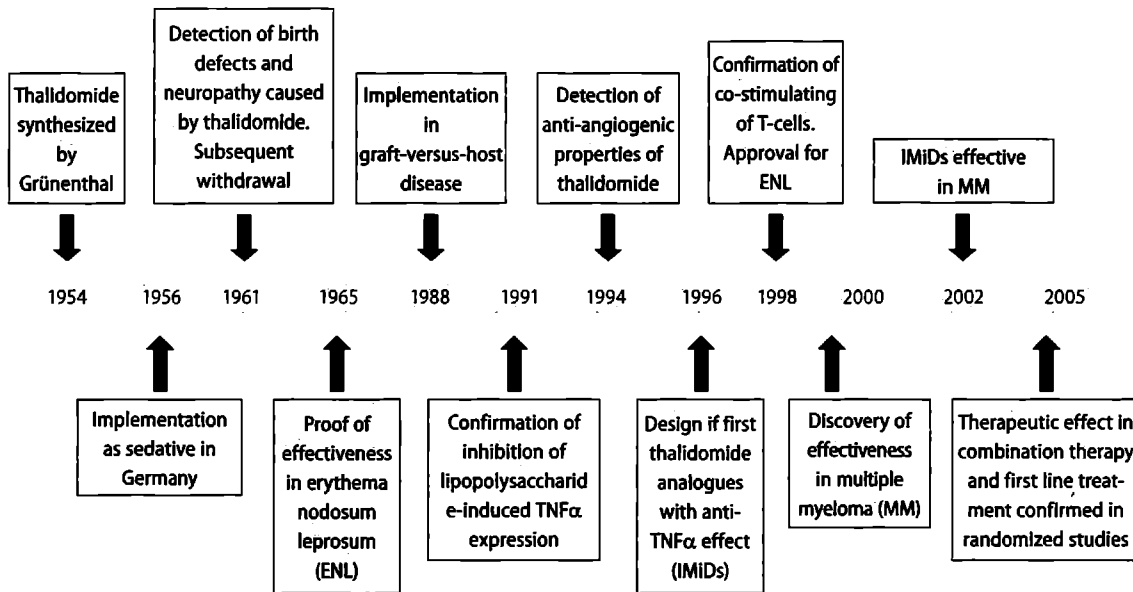 Thalidomide
synthesized
by
Grünenthal
Detection of birth
defects and
neuropathy caused
by thalidomide.
Subsequent
withdrawal
Implementation
in
graft-versus-host
disease
Detection of
anti-angiogenic
properties of
thalidomide
Confirmation of
co-stimulating
of T-cells.
Approval for
ENL
IMiDs effective
in MM
1954 1956 1961 1965 1988 1991 1994 1996 1998 2000 2002 2005
Implementation
as sedative in
Germany
Proof of
effectiveness
in erythema
nodosum
leprosum
(ENL)
Confirmation of
inhibition of
lipopolysaccharid
e-induced TNFα
expression
Design if first
thalidomide
analogues
with anti-
TNFα effect
(IMiDs)
Discovery of
effectiveness
in multiple
myeloma (MM)
Therapeutic effect in
combination therapy
and first line treat-
ment confirmed in
randomized studies